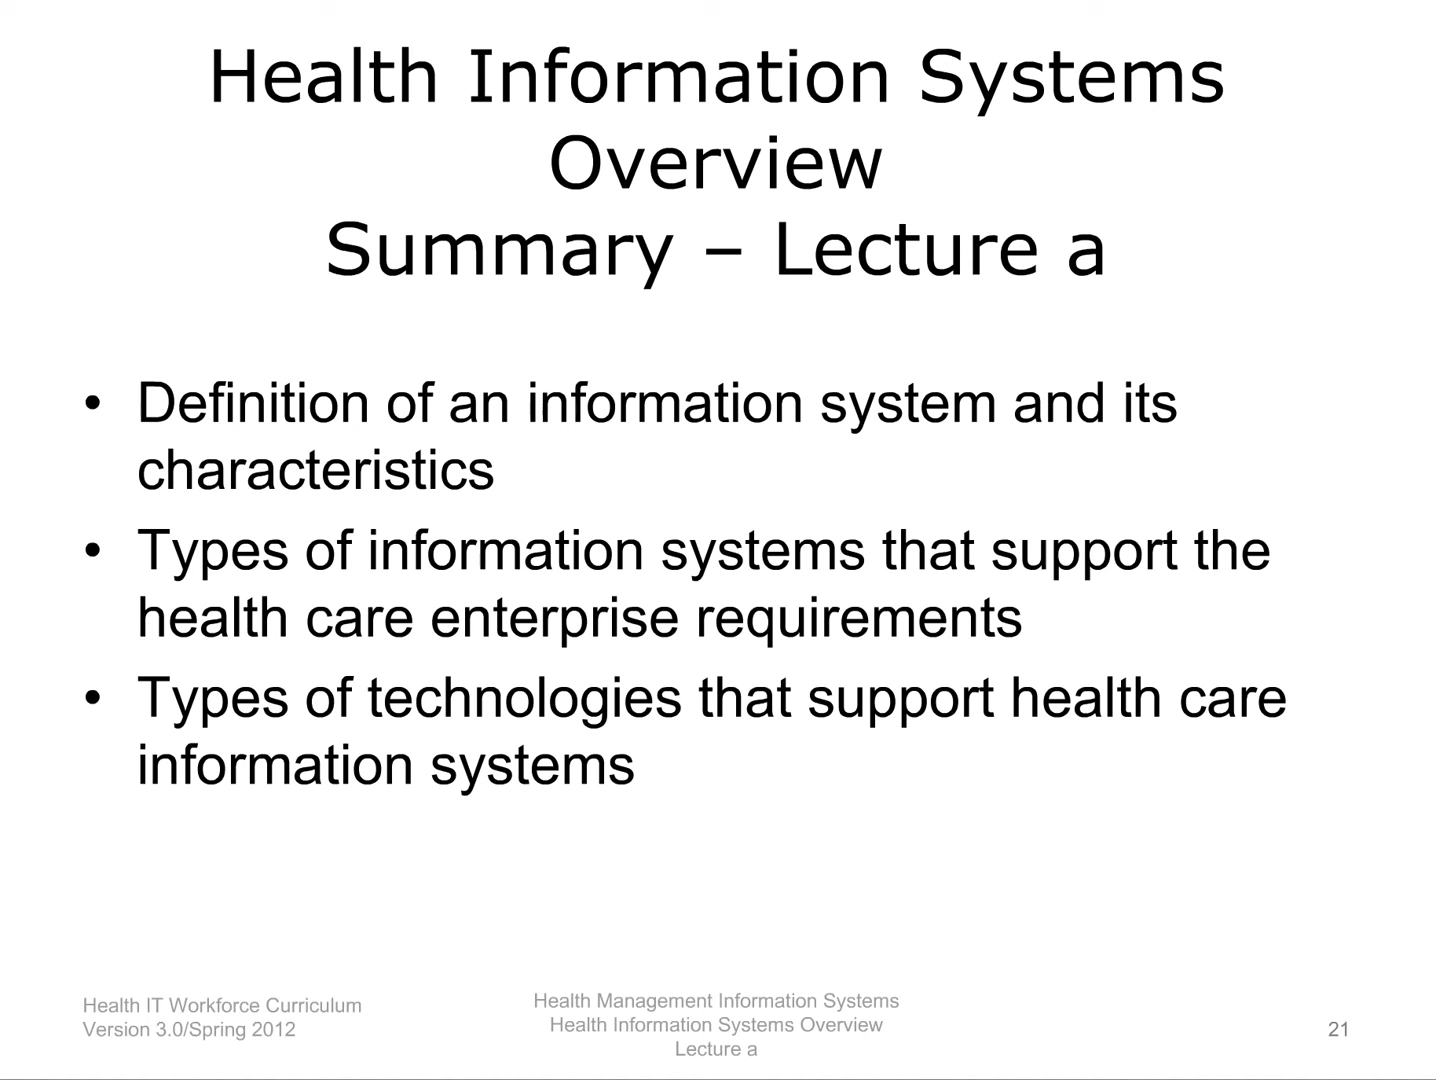 Health Information Systems
Overview
Summary – Lecture a
• Definition of an information system and its
characteristics
• Types of information systems that support the
health care enterprise requirements
• Types of technologies that support health care
information systems
Health IT Workforce Curriculum
Version 3.0/Spring 2012
Health Management Information Systems
Health Information Systems Overview
Lecture a
21